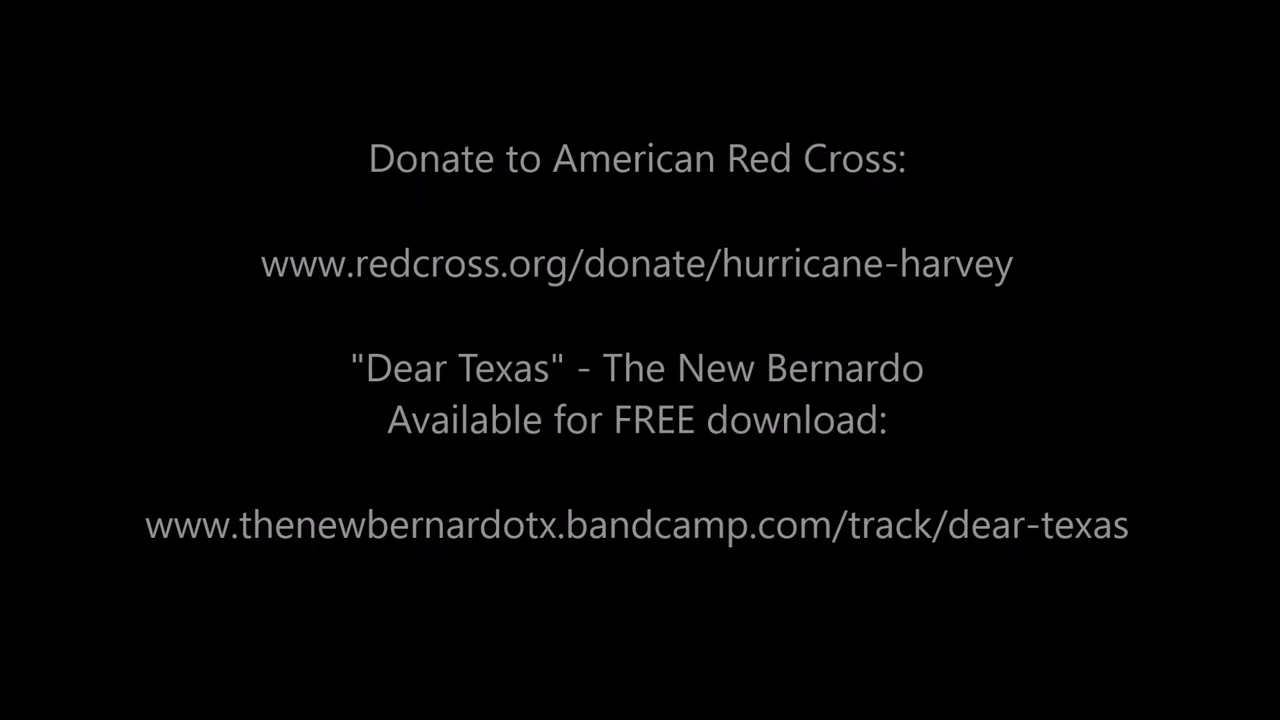 Donate to American Red Cross:
www.redcross.org/donate/hurricane-harvey
"Dear Texas" - The New Bernardo
Available for FREE download:
www.thenewbernardotx.bandcamp.com/track/dear-texas